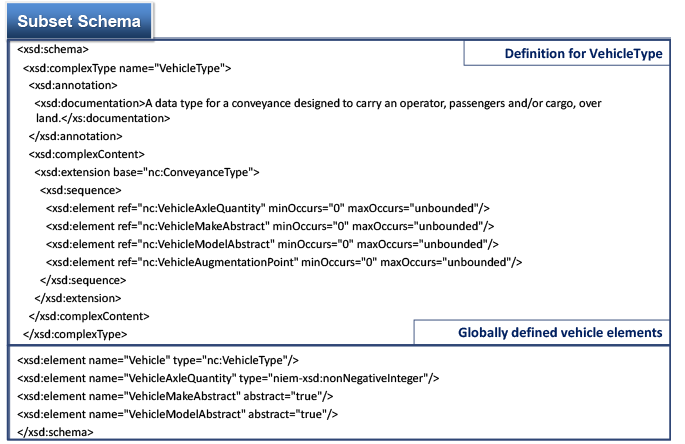 Subset Schema
<xsd:schema>
Definition for VehicleType
<xsd:complexType name="VehicleType">
<xsd:annotation>
<xsd:documentation>A data type for a conveyance designed to carry an operator, passengers and/or cargo, over
land.</xs:documentation>
</xsd:annotation>
<xsd:complexContent>
<xsd:extension base="nc:ConveyanceType">
<xsd:sequence>
<xsd:element ref="nc:VehicleAxleQuantity" minOccurs="0" maxOccurs="unbounded"/>
<xsd:element ref="nc:VehicleMakeAbstract" minOccurs="0" maxOccurs="unbounded"/>
<xsd:element ref="nc:VehicleModelAbstract" minOccurs="0" maxOccurs="unbounded"/>
<xsd:element ref="nc:VehicleAugmentationPoint" minOccurs="0" maxOccurs="unbounded"/>
</xsd:sequence>
</xsd:extension>
</xsd:complexContent>
</xsd:complexType>
Globally defined vehicle elements
<xsd:element name="Vehicle" type="nc:VehicleType"/>
<xsd:element name="VehicleAxleQuantity" type="niem-xsd:nonNegativeInteger"/>
<xsd:element name="VehicleMakeAbstract" abstract="true"/>
<xsd:element name="VehicleModelAbstract" abstract="true"/>
</xsd:schema>